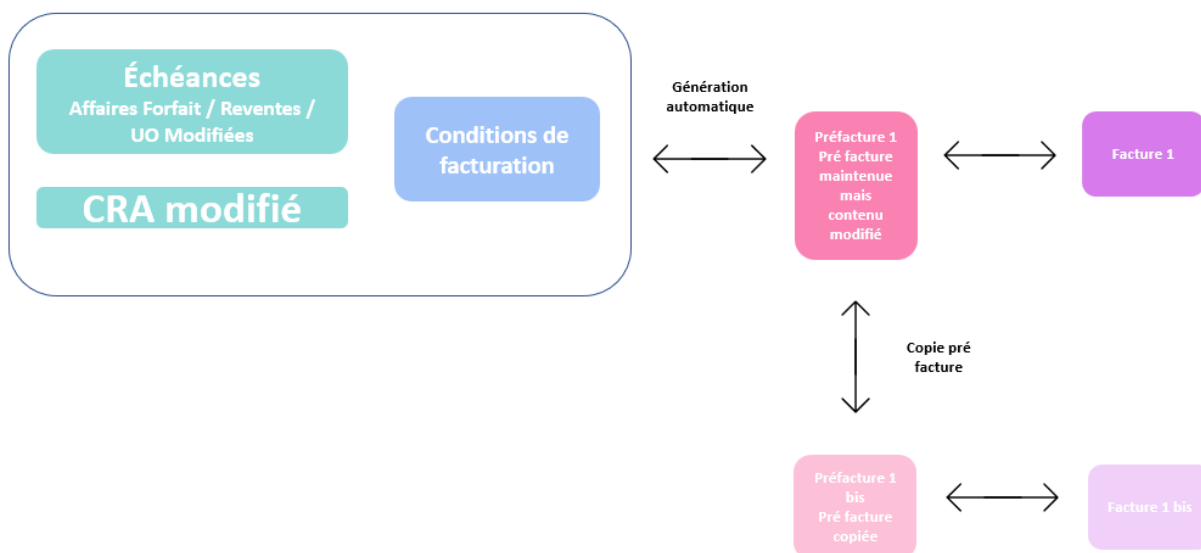 Échéances
Affaires Forfait / Reventes /
UO Modifiées
CRA modifié
Conditions de
facturation
Génération
automatique
Préfacture 1
Pré facture
maintenue
mais
contenu
modifié
Facture 1
Copie pré
facture
Préfacture 1
bis
Pré facture
copiée
Facture 1 bis